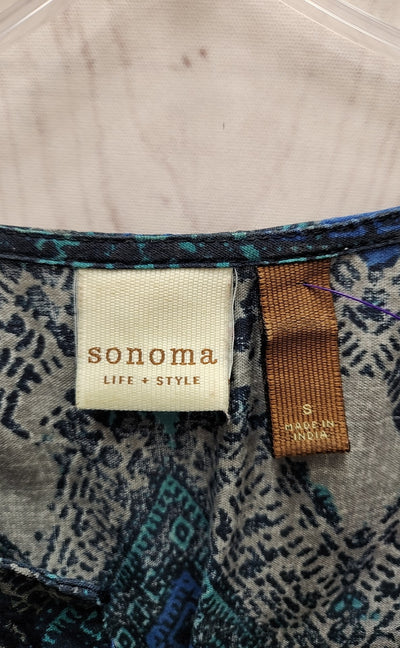 sonoma
LIFE + STYLE
S
MADE IN
INDIA